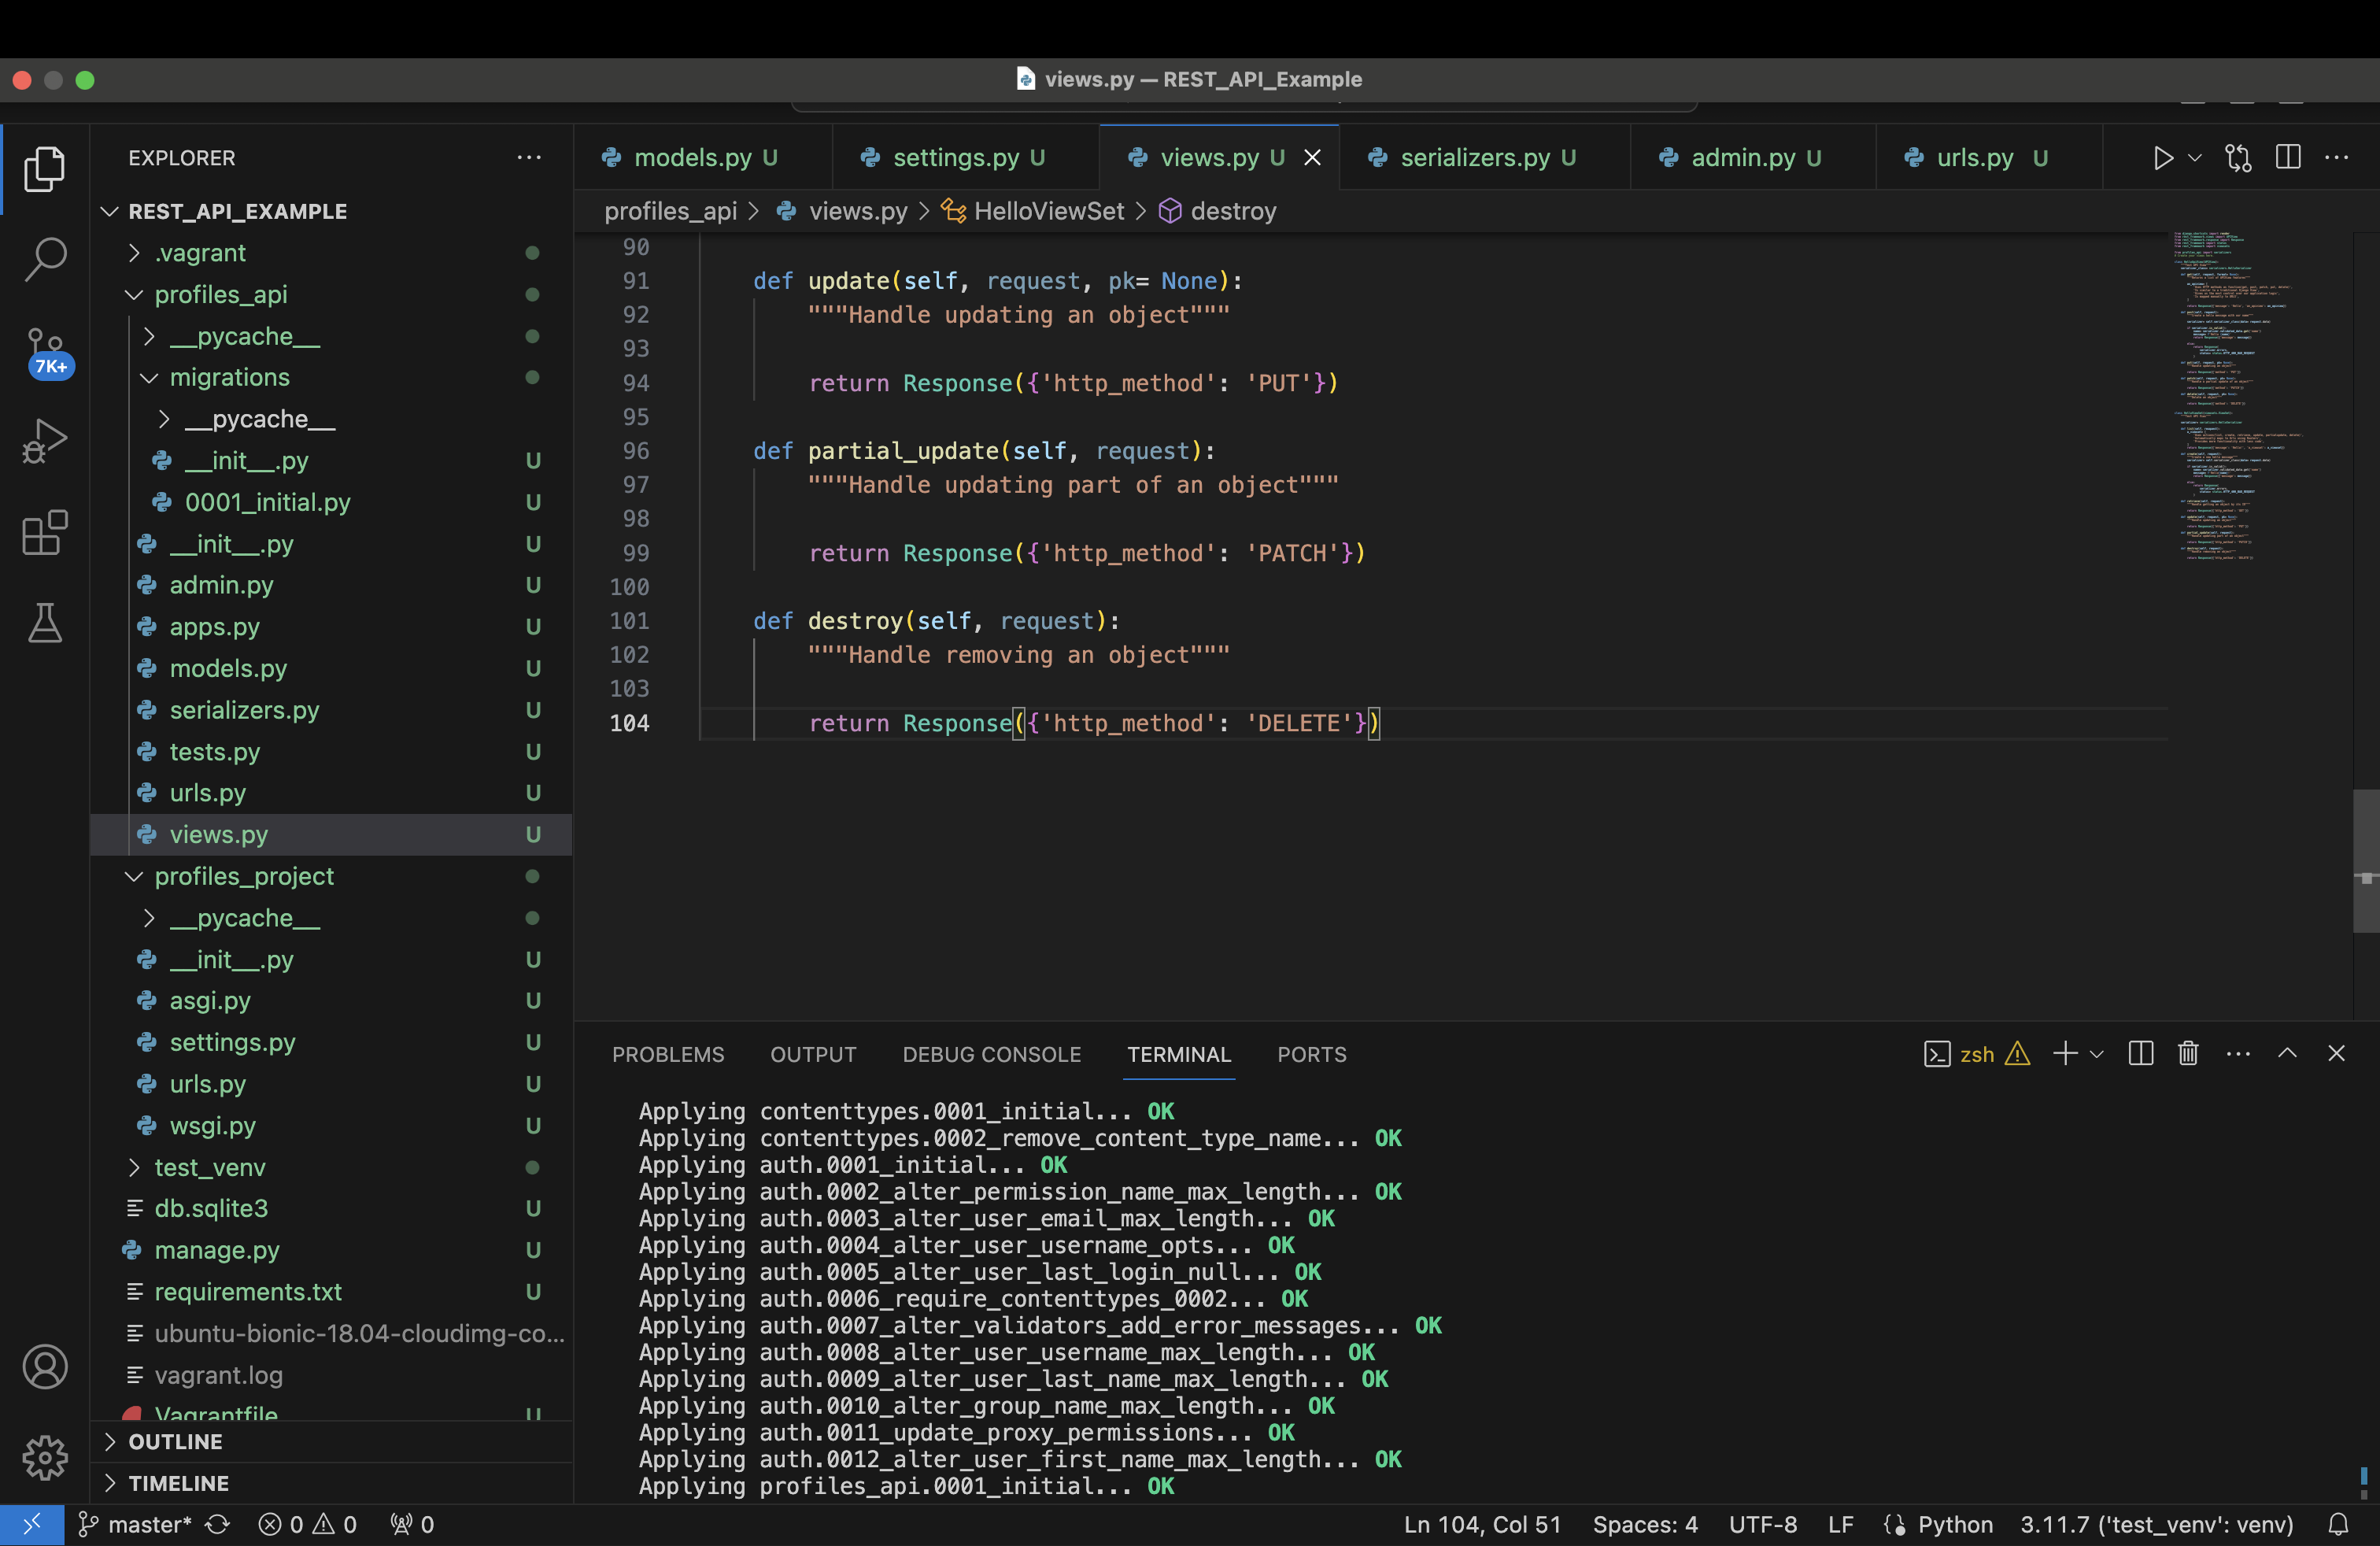 views.py — REST_API_Example
EXPLORER
models.py U
settings.py U
views.py U
serializers.py U
admin.py U
urls.py U
REST_API_EXAMPLE
profiles_api > views.py > HelloViewSet > destroy
.vagrant
profiles_api
__pycache__
migrations
__pycache__
__init__.py U
0001_initial.py U
__init__.py U
admin.py U
apps.py U
models.py U
serializers.py U
tests.py U
urls.py U
views.py U
profiles_project
__pycache__
__init__.py U
asgi.py U
settings.py U
urls.py U
wsgi.py U
test_venv
db.sqlite3 U
manage.py U
requirements.txt U
ubuntu-bionic-18.04-cloudimg-co...
vagrant.log
Vagrantfile U
OUTLINE
TIMELINE
7K+
90
91 def update(self, request, pk= None):
92 """Handle updating an object"""
93
94 return Response({'http_method': 'PUT'})
95
96 def partial_update(self, request):
97 """Handle updating part of an object"""
98
99 return Response({'http_method': 'PATCH'})
100
101 def destroy(self, request):
102 """Handle removing an object"""
103
104 return Response({'http_method': 'DELETE'})
PROBLEMS OUTPUT DEBUG CONSOLE TERMINAL PORTS
zsh
Applying contenttypes.0001_initial... OK
Applying contenttypes.0002_remove_content_type_name... OK
Applying auth.0001_initial... OK
Applying auth.0002_alter_permission_name_max_length... OK
Applying auth.0003_alter_user_email_max_length... OK
Applying auth.0004_alter_user_username_opts... OK
Applying auth.0005_alter_user_last_login_null... OK
Applying auth.0006_require_contenttypes_0002... OK
Applying auth.0007_alter_validators_add_error_messages... OK
Applying auth.0008_alter_user_username_max_length... OK
Applying auth.0009_alter_user_last_name_max_length... OK
Applying auth.0010_alter_group_name_max_length... OK
Applying auth.0011_update_proxy_permissions... OK
Applying auth.0012_alter_user_first_name_max_length... OK
Applying profiles_api.0001_initial... OK
master* 0 0 0
Ln 104, Col 51 Spaces: 4 UTF-8 LF Python 3.11.7 ('test_venv': venv)